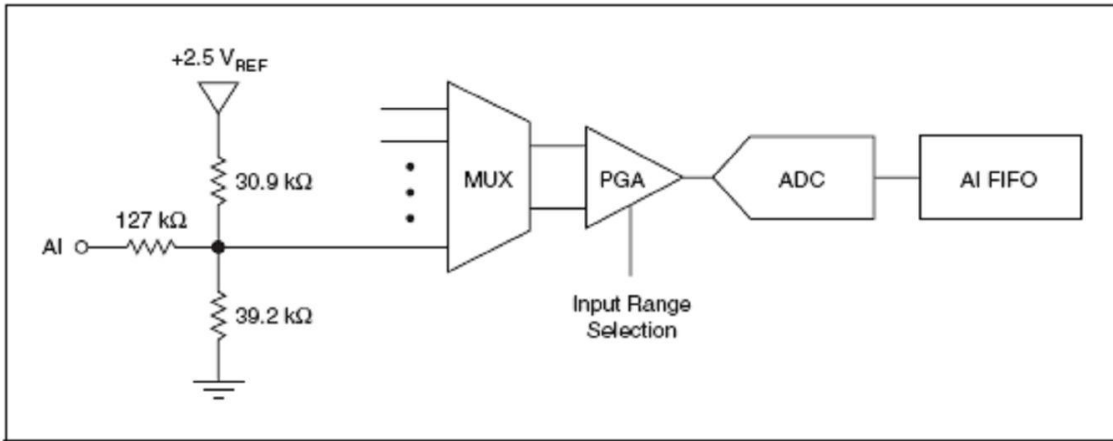 +2.5 V_REF
30.9 kΩ
127 kΩ
AI
39.2 kΩ
MUX
PGA
ADC
AI FIFO
Input Range
Selection